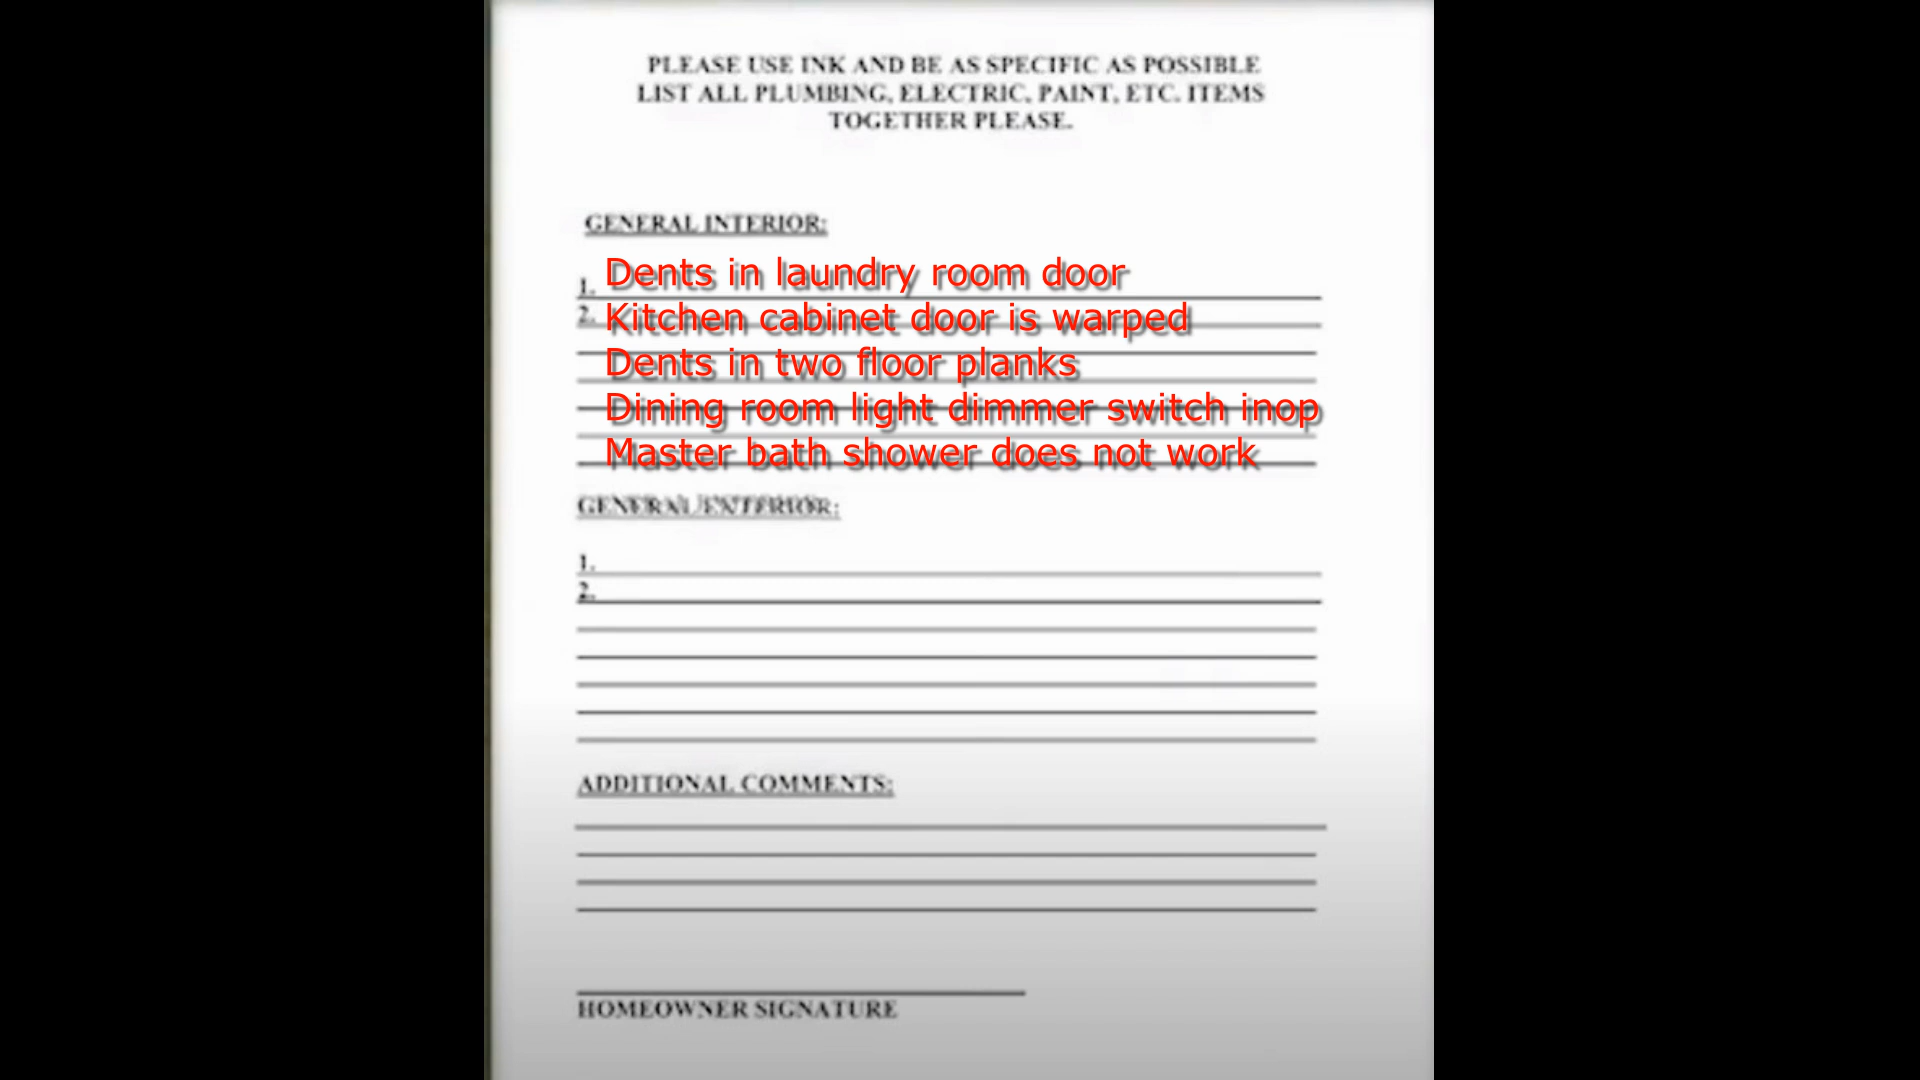 PLEASE USE INK AND BE AS SPECIFIC AS POSSIBLE
LIST ALL PLUMBING, ELECTRIC, PAINT, ETC. ITEMS
TOGETHER PLEASE.
GENERAL INTERIOR:
1. Dents in laundry room door
2. Kitchen cabinet door is warped
Dents in two floor planks
Dining room light dimmer switch inop
Master bath shower does not work
GENERAL EXTERIOR:
1.
2.
ADDITIONAL COMMENTS:
HOMEOWNER SIGNATURE